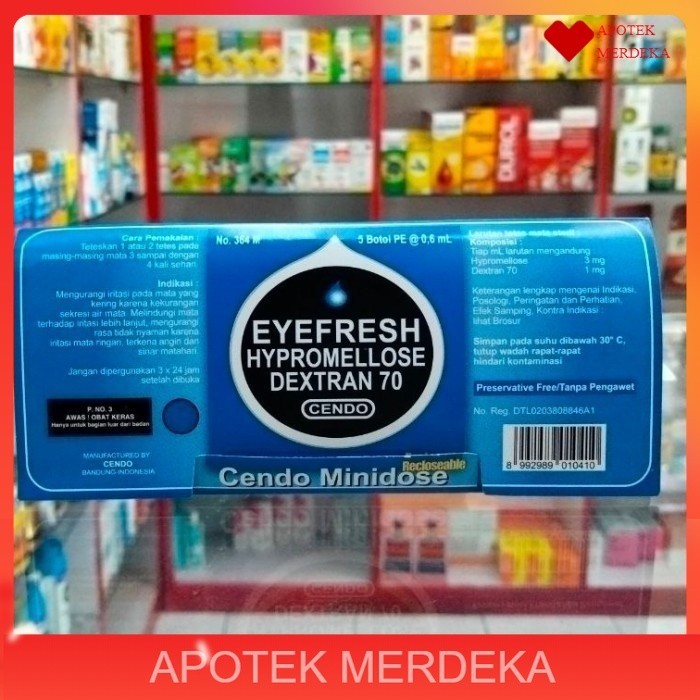 APOTEK
MERDEKA
DUROL
Cara Pemakaian :
Teteskan 1 atau 2 tetes pada
masing-masing mata 3 sampai dengan
4 kali sehari.
Indikasi :
Mengurangi iritasi pada mata yang
kering karena kekurangan
sekresi air mata. Melindungi mata
terhadap iritasi lebih lanjut, mengurangi
rasa tidak nyaman karena
iritasi mata ringan, terkena angin dan
sinar matahari.
Jangan dipergunakan 3 x 24 jam
setelah dibuka
P. NO. 3
AWAS ! OBAT KERAS
Hanya untuk bagian luar dari badan
MANUFACTURED BY
CENDO
BANDUNG-INDONESIA
No. 364 M
5 Botol PE @ 0,6 mL
EYEFRESH
HYPROMELLOSE
DEXTRAN 70
CENDO
Recloseable
Cendo Minidose
Larutan tetes mata steril
Komposisi :
Tiap mL larutan mengandung :
Hypromellose 3 mg
Dextran 70 1 mg
Keterangan lengkap mengenai Indikasi,
Posologi, Peringatan dan Perhatian,
Efek Samping, Kontra Indikasi :
lihat Brosur
Simpan pada suhu dibawah 30° C,
tutup wadah rapat-rapat
hindari kontaminasi
Preservative Free/Tanpa Pengawet
No. Reg. DTL0203808846A1
8 992989 010410
APOTEK MERDEKA